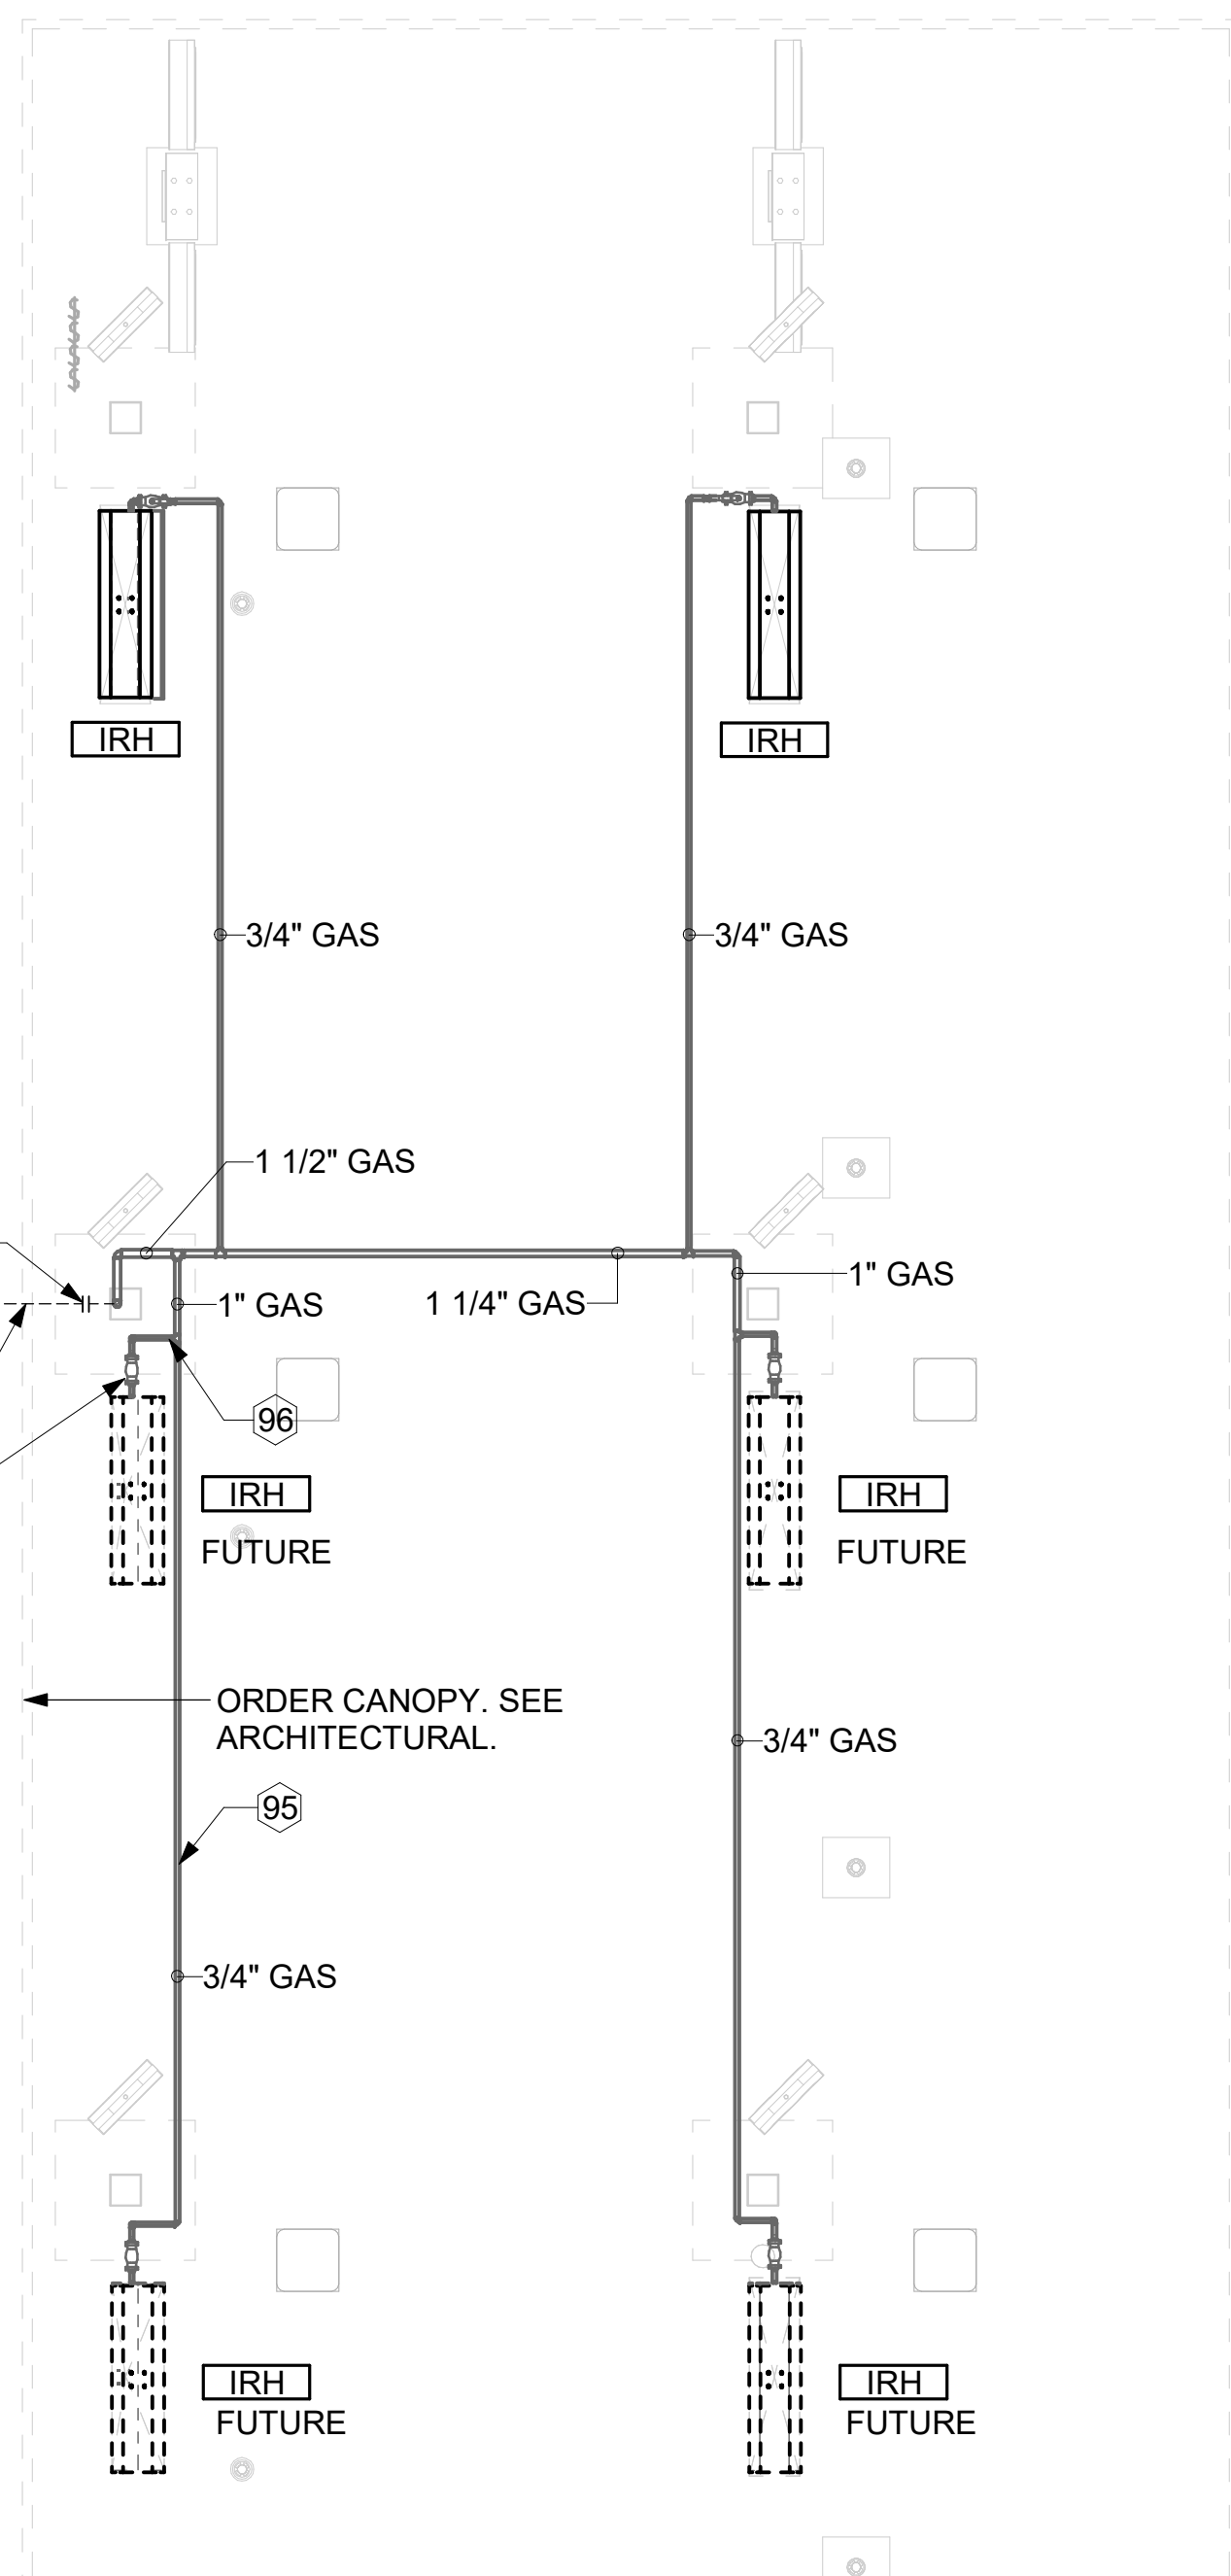 IRH
IRH
3/4" GAS
3/4" GAS
1 1/2" GAS
1" GAS
1" GAS
1 1/4" GAS
96
IRH
FUTURE
IRH
FUTURE
ORDER CANOPY. SEE
ARCHITECTURAL.
3/4" GAS
95
3/4" GAS
IRH
FUTURE
IRH
FUTURE